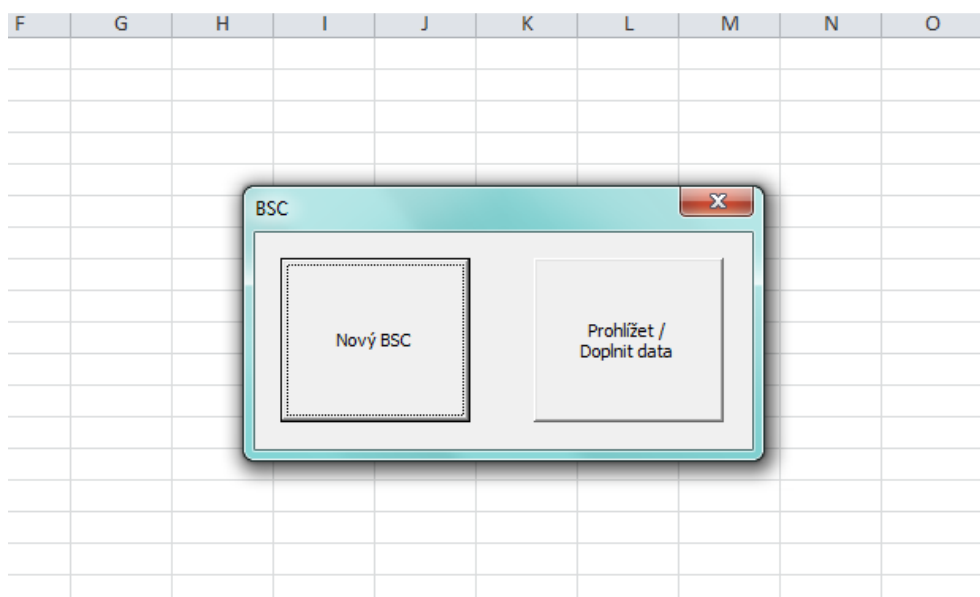 F G H I J K L M N O
BSC
Nový BSC
Prohlížet /
Doplnit data